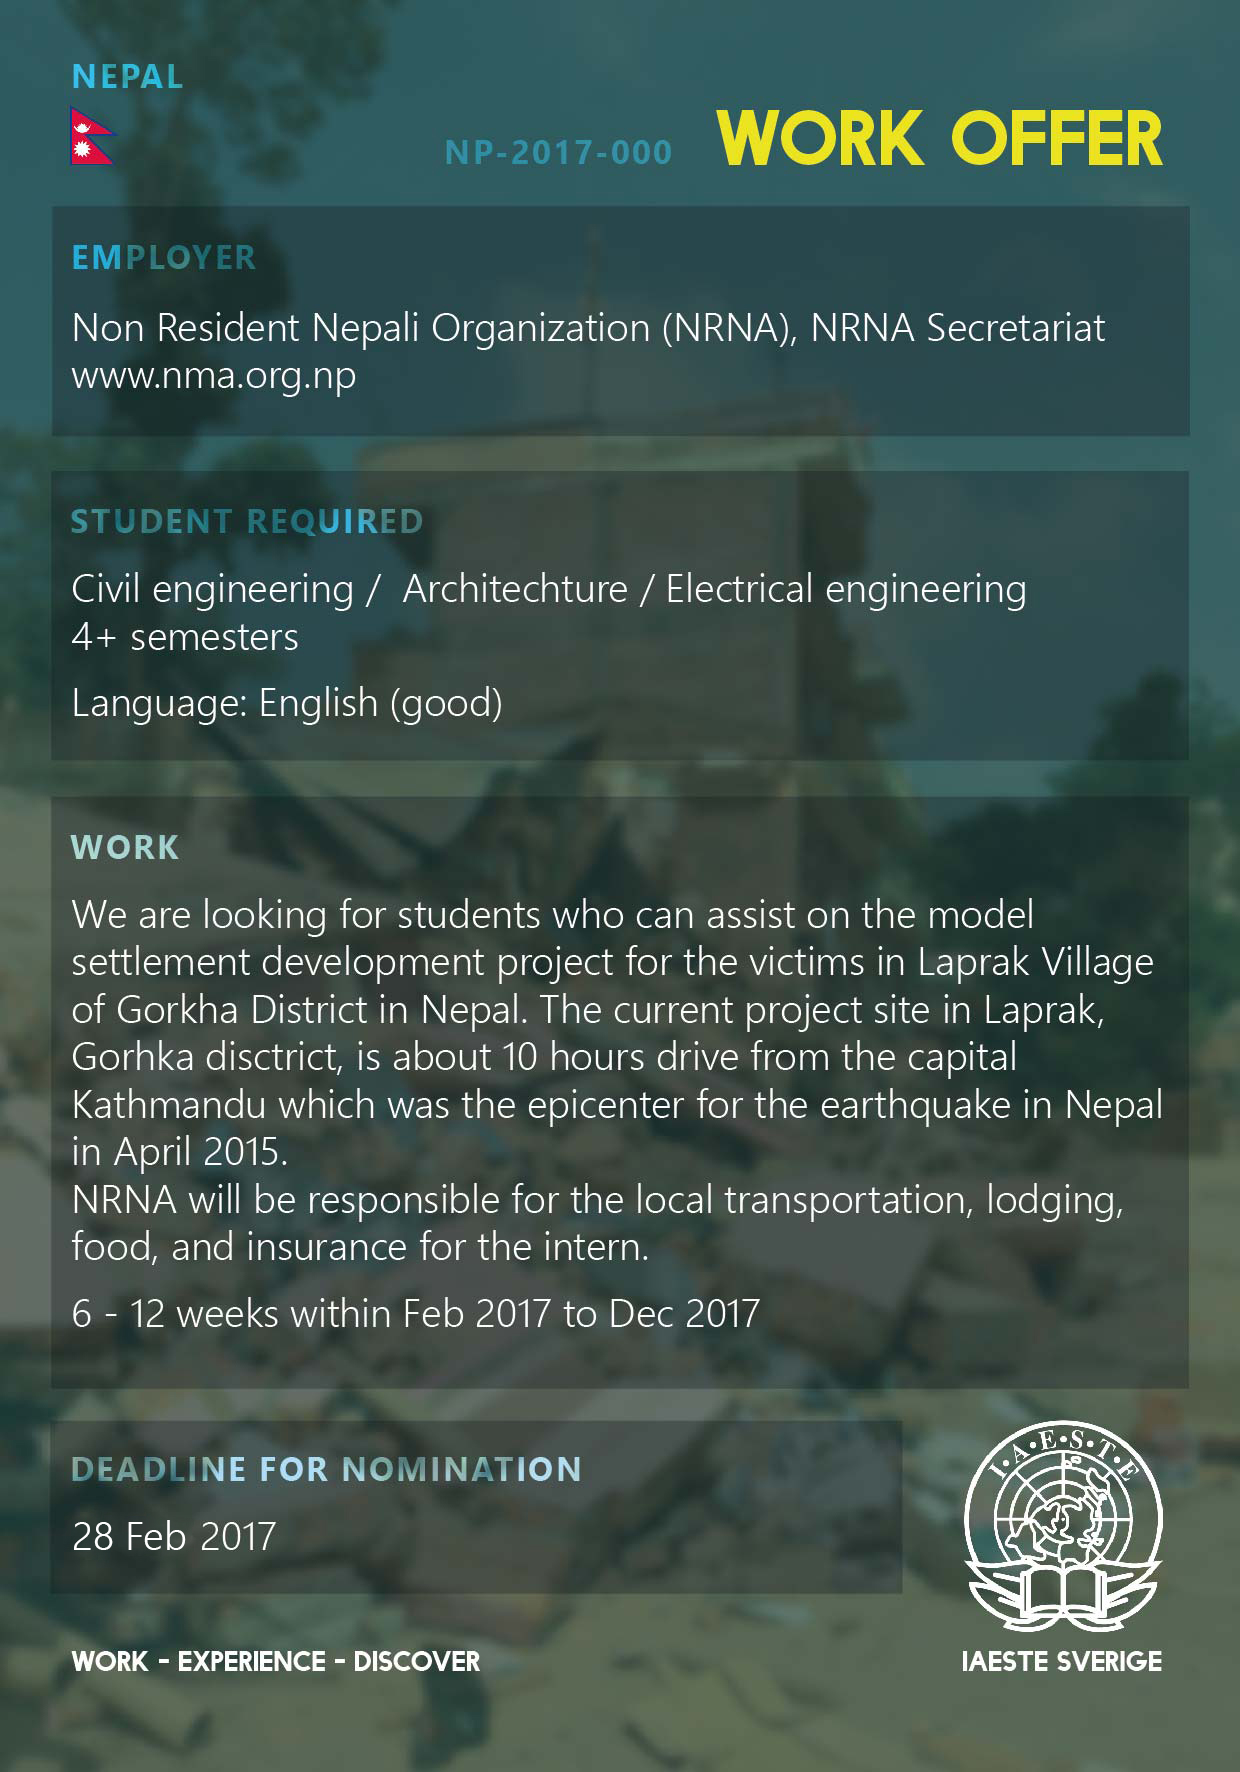 NEPAL
NP-2017-000 WORK OFFER
EMPLOYER
Non Resident Nepali Organization (NRNA), NRNA Secretariat
www.nrna.org.np
STUDENT REQUIRED
Civil engineering / Architechture / Electrical engineering
4+ semesters
Language: English (good)
WORK
We are looking for students who can assist on the model
settlement development project for the victims in Laprak Village
of Gorkha District in Nepal. The current project site in Laprak,
Gorhka disctrict, is about 10 hours drive from the capital
Kathmandu which was the epicenter for the earthquake in Nepal
in April 2015.
NRNA will be responsible for the local transportation, lodging,
food, and insurance for the intern.
6 - 12 weeks within Feb 2017 to Dec 2017
DEADLINE FOR NOMINATION
28 Feb 2017
I·A·E·S·T·E
WORK - EXPERIENCE - DISCOVER
IAESTE SVERIGE